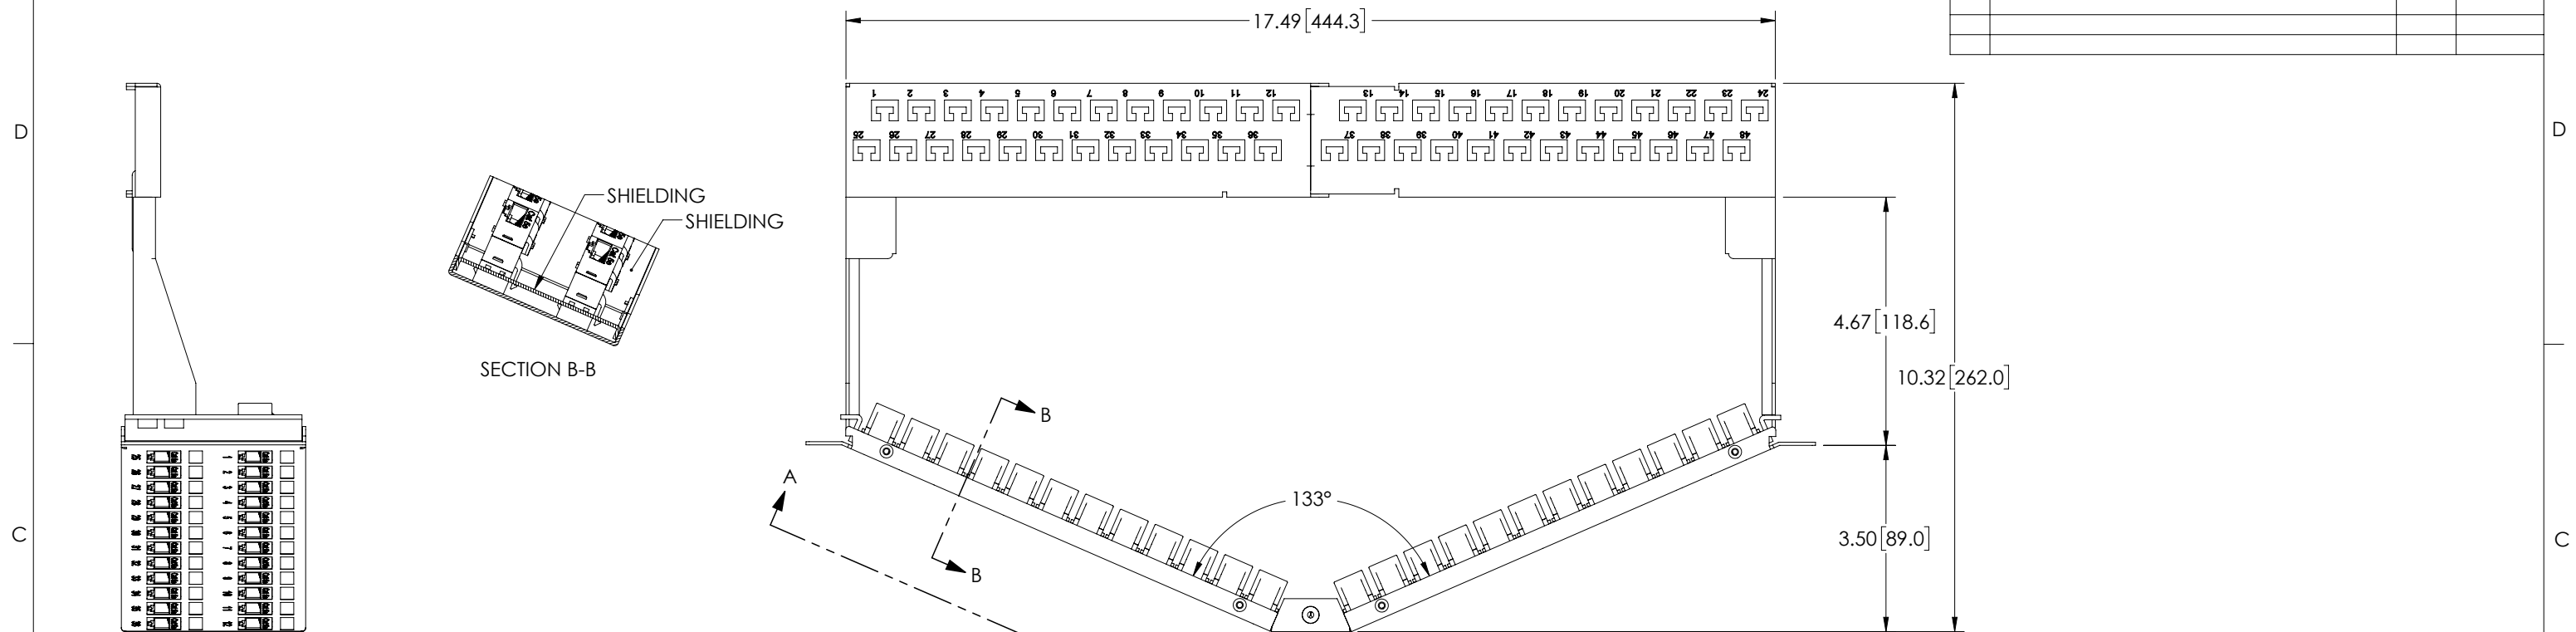 17.49[444.3]
1 2 3 4 5 6 7 8 9 10 11 12 13 14 15 16 17 18 19 20 21 22 23 24
25 26 27 28 29 30 31 32 33 34 35 36 37 38 39 40 41 42 43 44 45 46 47 48
D
D
SHIELDING
SHIELDING
SECTION B-B
4.67[118.6]
10.32[262.0]
B
A
133°
C
C
3.50[89.0]
B